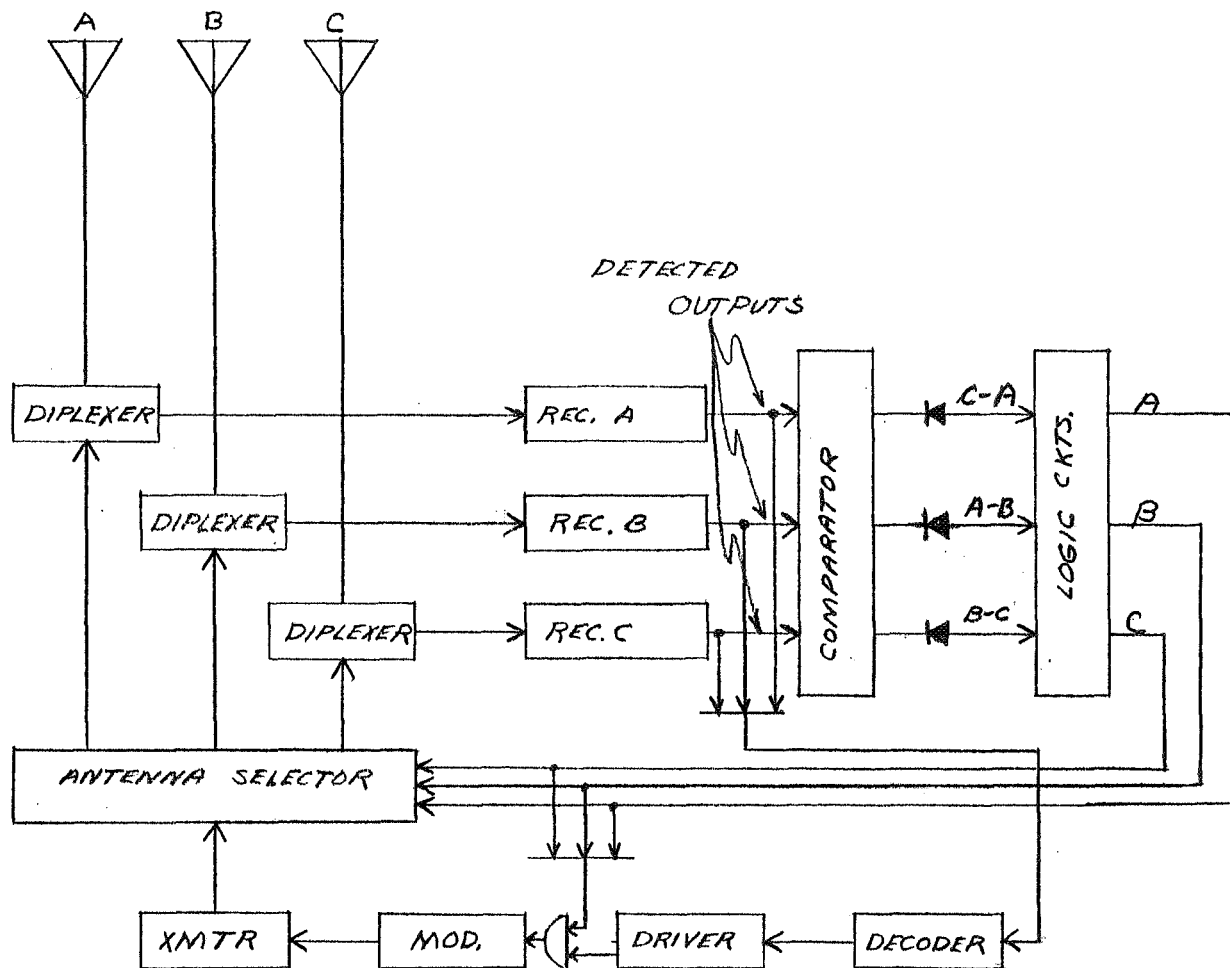 A
B
C
DETECTED
OUTPUTS
DIPLEXER
REC. A
C-A
A
DIPLEXER
REC. B
COMPARATOR
A-B
LOGIC CKTS.
B
DIPLEXER
REC. C
B-C
C
ANTENNA SELECTOR
XMTR
MOD.
DRIVER
DECODER